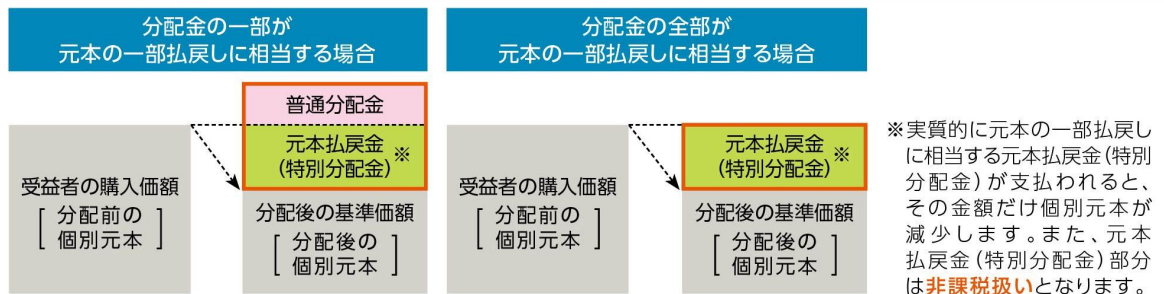 分配金の一部が
元本の一部払戻しに相当する場合
普通分配金
元本払戻金
(特別分配金)※
受益者の購入価額
[分配前の
個別元本]
分配後の基準価額
[分配後の
個別元本]
分配金の全部が
元本の一部払戻しに相当する場合
元本払戻金
(特別分配金)※
受益者の購入価額
[分配前の
個別元本]
分配後の基準価額
[分配後の
個別元本]
※実質的に元本の一部払戻し
に相当する元本払戻金(特別
分配金)が支払われると、
その金額だけ個別元本が
減少します。また、元本
払戻金(特別分配金)部分
は非課税扱いとなります。